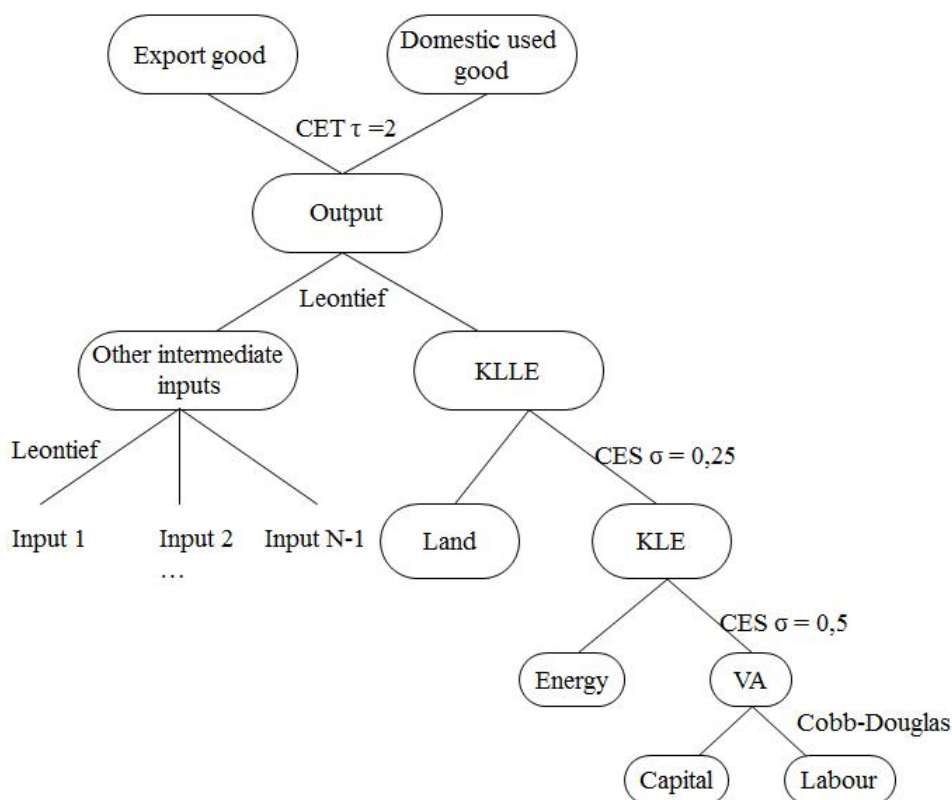 Export good
Domestic used
good
CET τ =2
Output
Leontief
Other intermediate
inputs
KLLE
Leontief
CES σ = 0,25
Input 1
Input 2
Input N-1
...
Land
KLE
CES σ = 0,5
Energy
VA
Cobb-Douglas
Capital
Labour